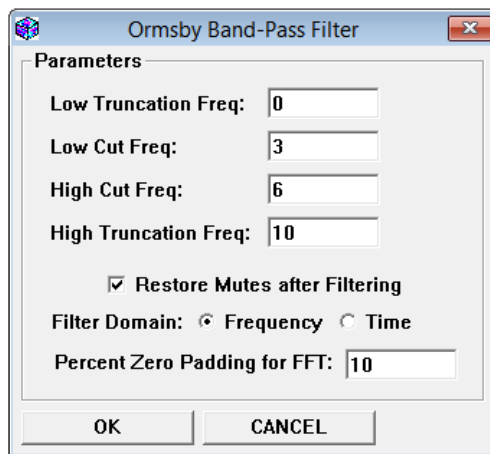 Ormsby Band-Pass Filter
Parameters
Low Truncation Freq: 0
Low Cut Freq: 3
High Cut Freq: 6
High Truncation Freq: 10
Restore Mutes after Filtering
Filter Domain: Frequency Time
Percent Zero Padding for FFT: 10
OK CANCEL